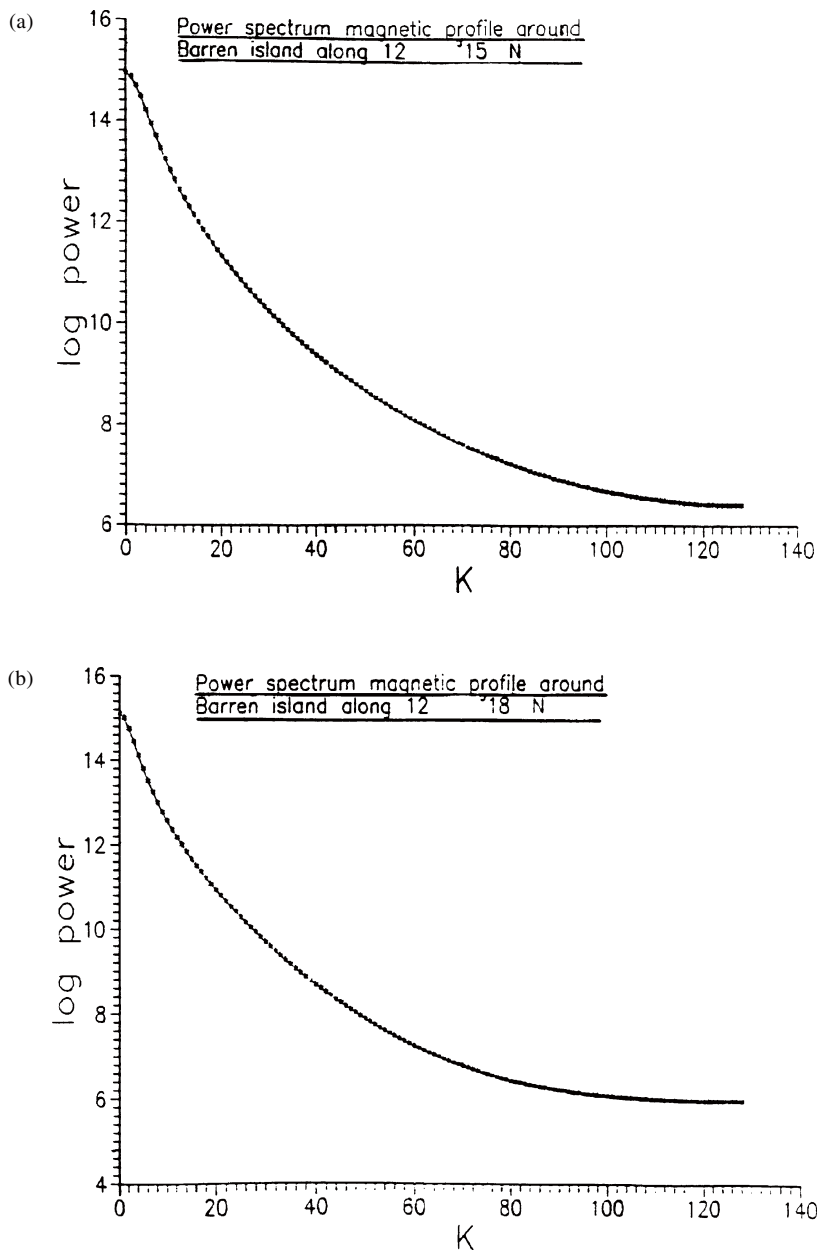 (a)
Power spectrum magnetic profile around
Barren island along 12 15 N
16
14
12
10
8
6
log power
0 20 40 60 80 100 120 140
K
(b)
Power spectrum magnetic profile around
Barren island along 12 18 N
16
14
12
10
8
6
4
log power
0 20 40 60 80 100 120 140
K